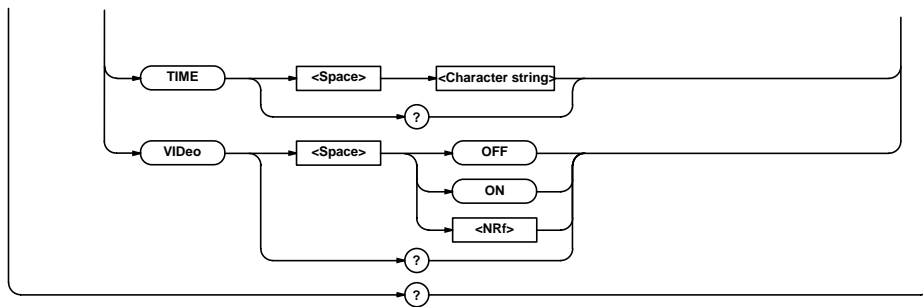 TIME <Space> <Character string>
?
VIDeo <Space> OFF
ON
<NRf>
?
?